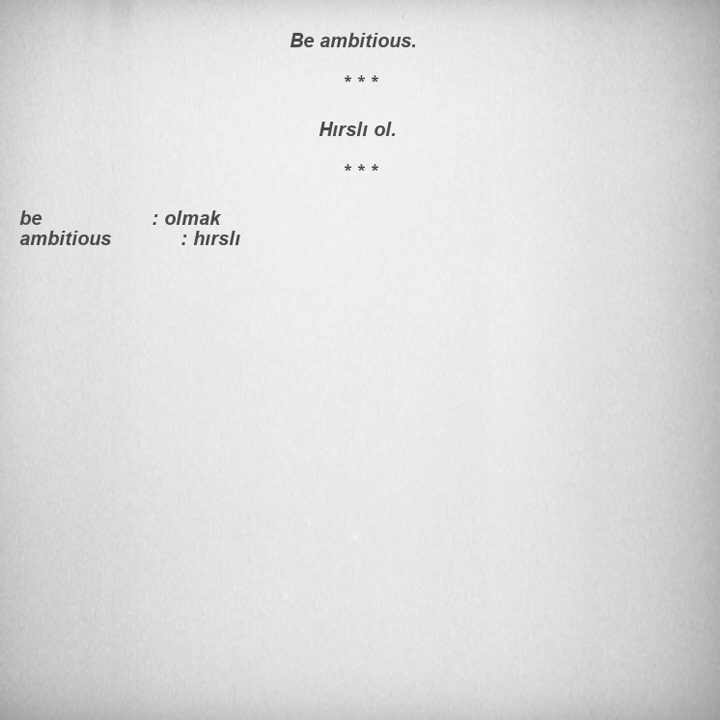 Be ambitious.
* * *
Hırslı ol.
* * *
be : olmak
ambitious : hırslı